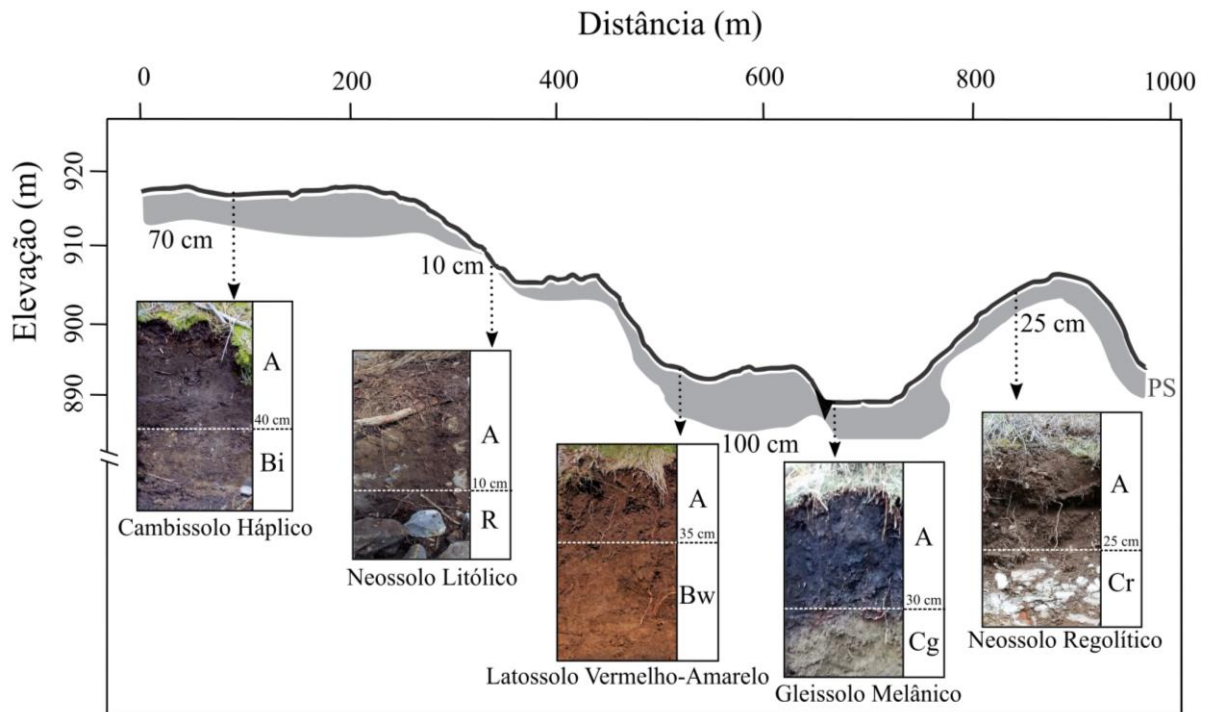 Distância (m)
0 200 400 600 800 1000
Elevação (m)
920
910
900
890
70 cm
10 cm
100 cm
25 cm
PS
A
40 cm
Bi
Cambissolo Háplico
A
10 cm
R
Neossolo Litólico
A
35 cm
Bw
Latossolo Vermelho-Amarelo
A
30 cm
Cg
Gleissolo Melânico
A
25 cm
Cr
Neossolo Regolítico